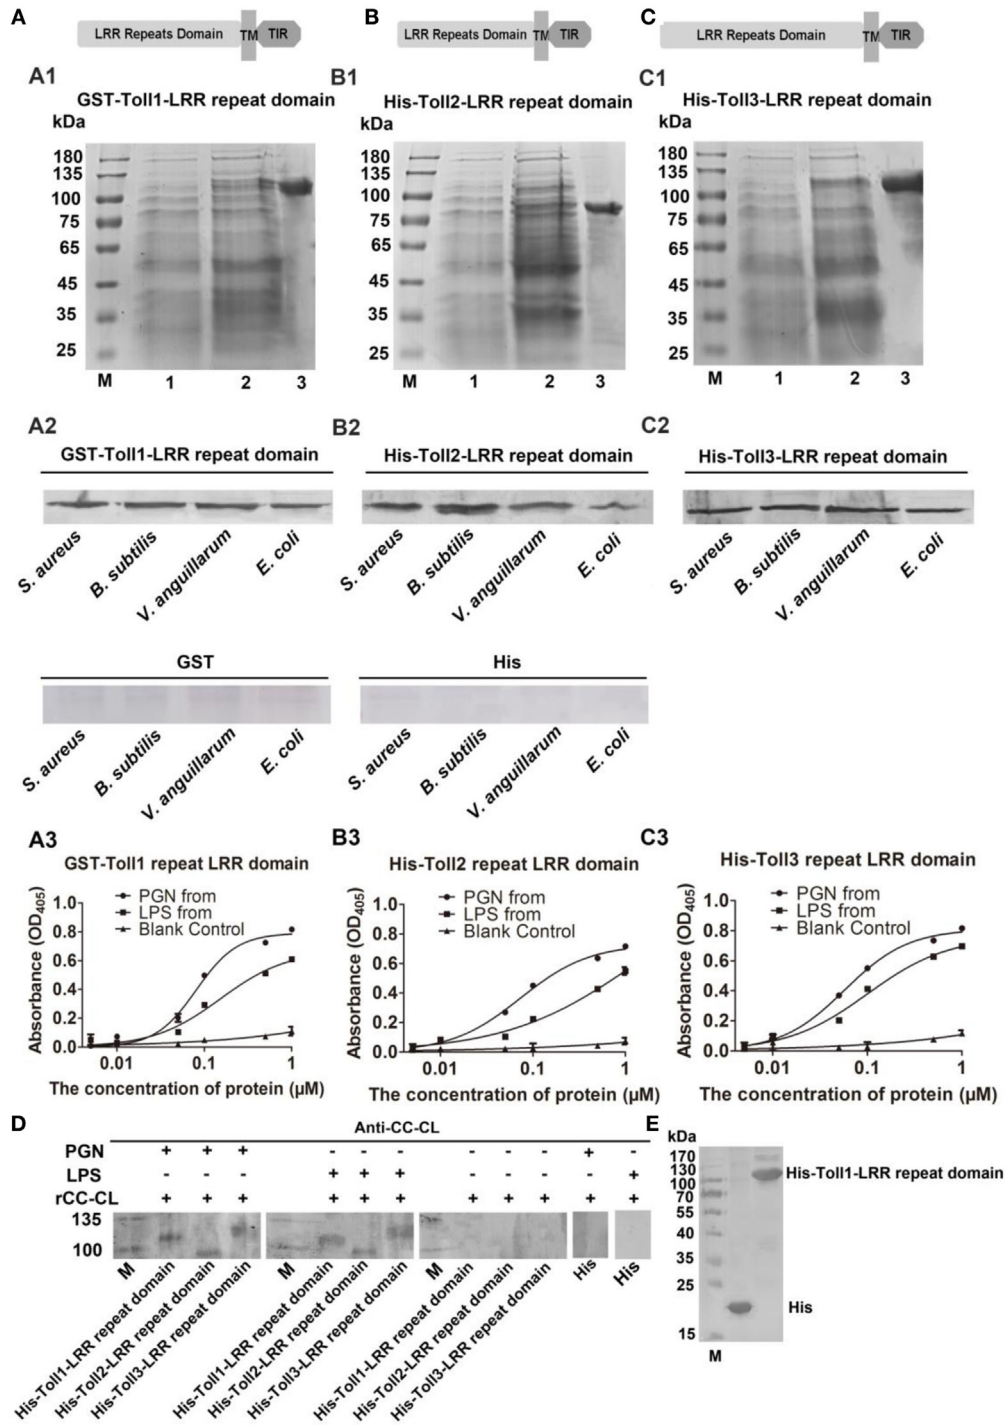 A B C
LRR Repeats Domain TM TIR
LRR Repeats Domain TM TIR
LRR Repeats Domain TM TIR
A1
GST-Toll1-LRR repeat domain
kDa
180
135
100
75
65
45
35
25
M 1 2 3
B1
His-Toll2-LRR repeat domain
kDa
180
135
100
75
65
45
35
25
M 1 2 3
C1
His-Toll3-LRR repeat domain
kDa
180
135
100
75
65
45
35
25
M 1 2 3
A2
GST-Toll1-LRR repeat domain
S. aureus
B. subtilis
V. anguillarum
E. coli
B2
His-Toll2-LRR repeat domain
S. aureus
B. subtilis
V. anguillarum
E. coli
C2
His-Toll3-LRR repeat domain
S. aureus
B. subtilis
V. anguillarum
E. coli
GST
S. aureus
B. subtilis
V. anguillarum
E. coli
His
S. aureus
B. subtilis
V. anguillarum
E. coli
A3
GST-Toll1 repeat LRR domain
Absorbance (OD405)
PGN from
LPS from
Blank Control
1.0
0.8
0.6
0.4
0.2
0.0
0.01 0.1 1
The concentration of protein (µM)
B3
His-Toll2 repeat LRR domain
Absorbance (OD405)
PGN from
LPS from
Blank Control
1.0
0.8
0.6
0.4
0.2
0.0
0.01 0.1 1
The concentration of protein (µM)
C3
His-Toll3 repeat LRR domain
Absorbance (OD405)
PGN from
LPS from
Blank Control
1.0
0.8
0.6
0.4
0.2
0.0
0.01 0.1 1
The concentration of protein (µM)
D
Anti-CC-CL
PGN + + + - - - - - - + -
LPS - - - + + + - - - - +
rCC-CL + + + + + + + + + + +
135
100
M
His-Toll1-LRR repeat domain
His-Toll2-LRR repeat domain
His-Toll3-LRR repeat domain
M
His-Toll1-LRR repeat domain
His-Toll2-LRR repeat domain
His-Toll3-LRR repeat domain
M
His-Toll1-LRR repeat domain
His-Toll2-LRR repeat domain
His-Toll3-LRR repeat domain
His
His
E
kDa
170
130
100
70
55
40
35
25
15
M
His-Toll1-LRR repeat domain
His